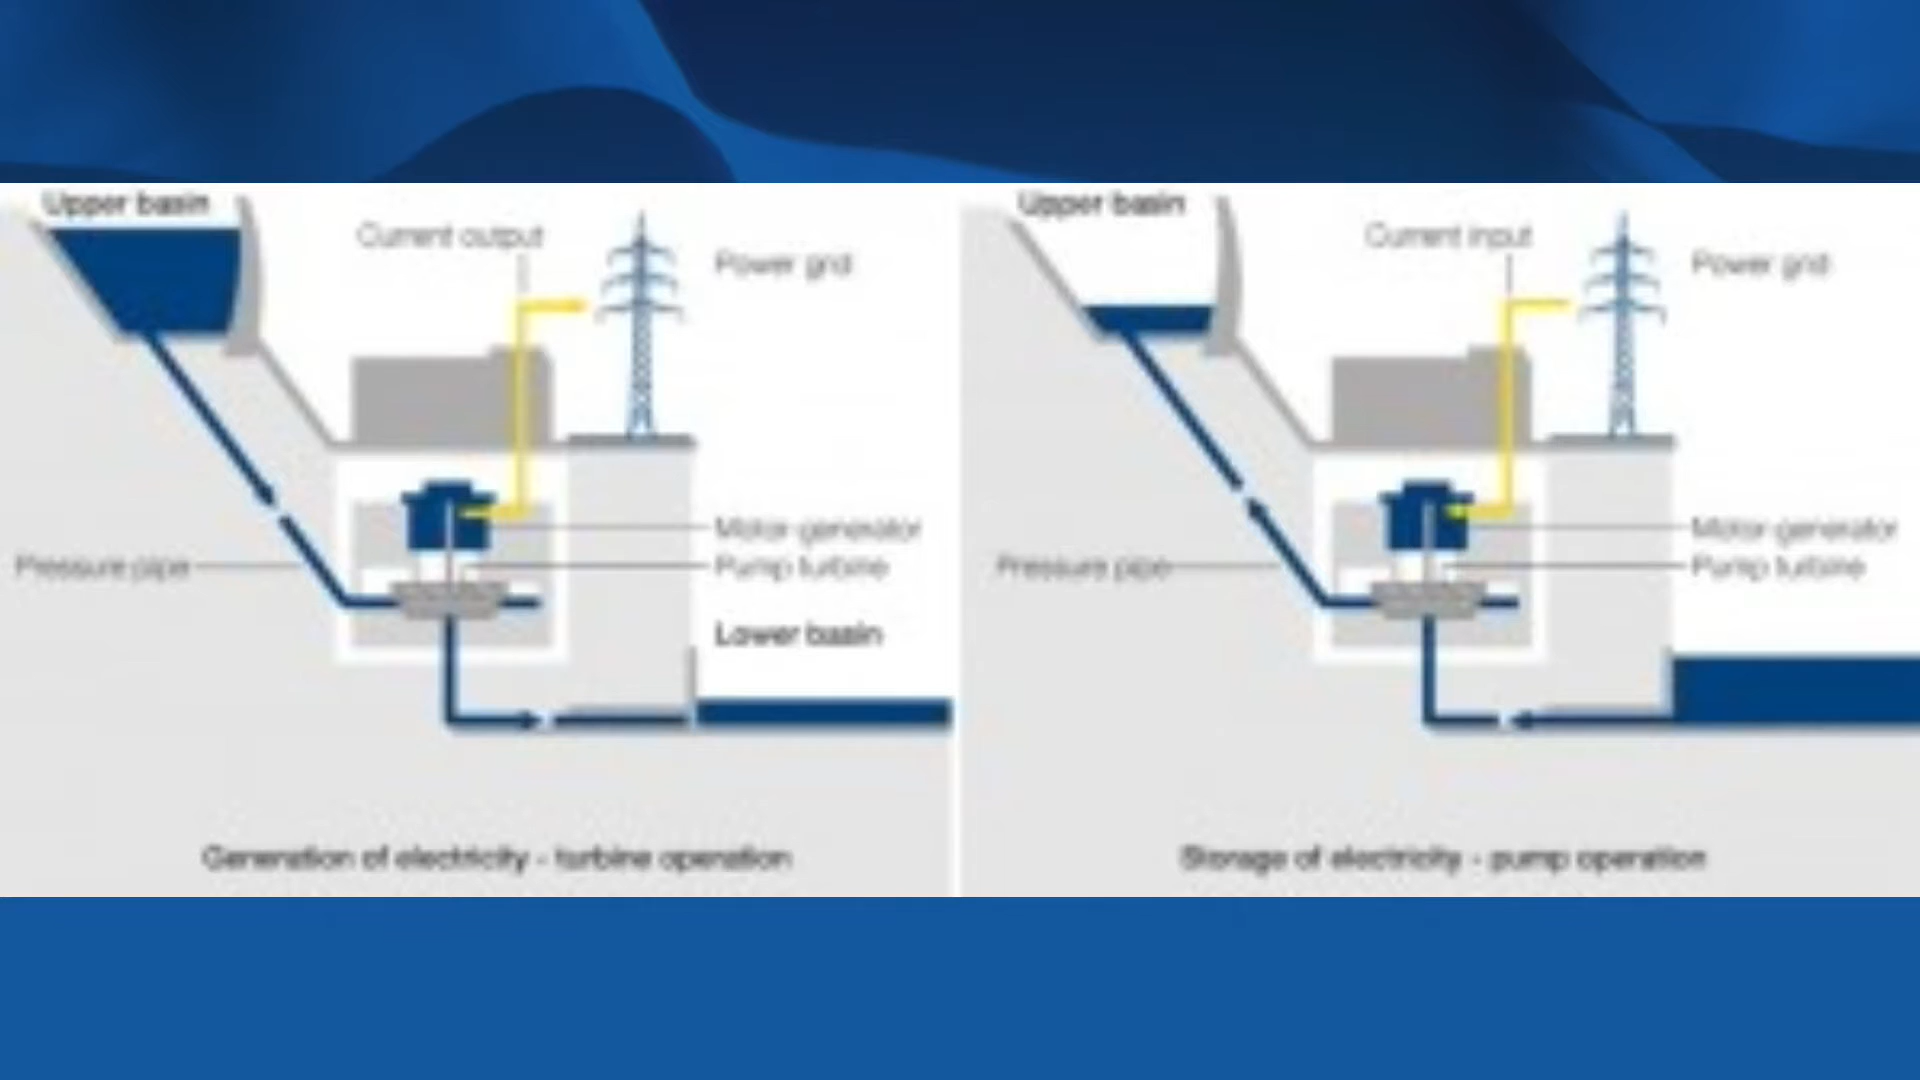 Upper basin
Current output
Power grid
Motor-generator
Pump turbine
Pressure pipe
Lower basin
Generation of electricity - turbine operation
Upper basin
Current input
Power grid
Motor-generator
Pump turbine
Pressure pipe
Storage of electricity - pump operation